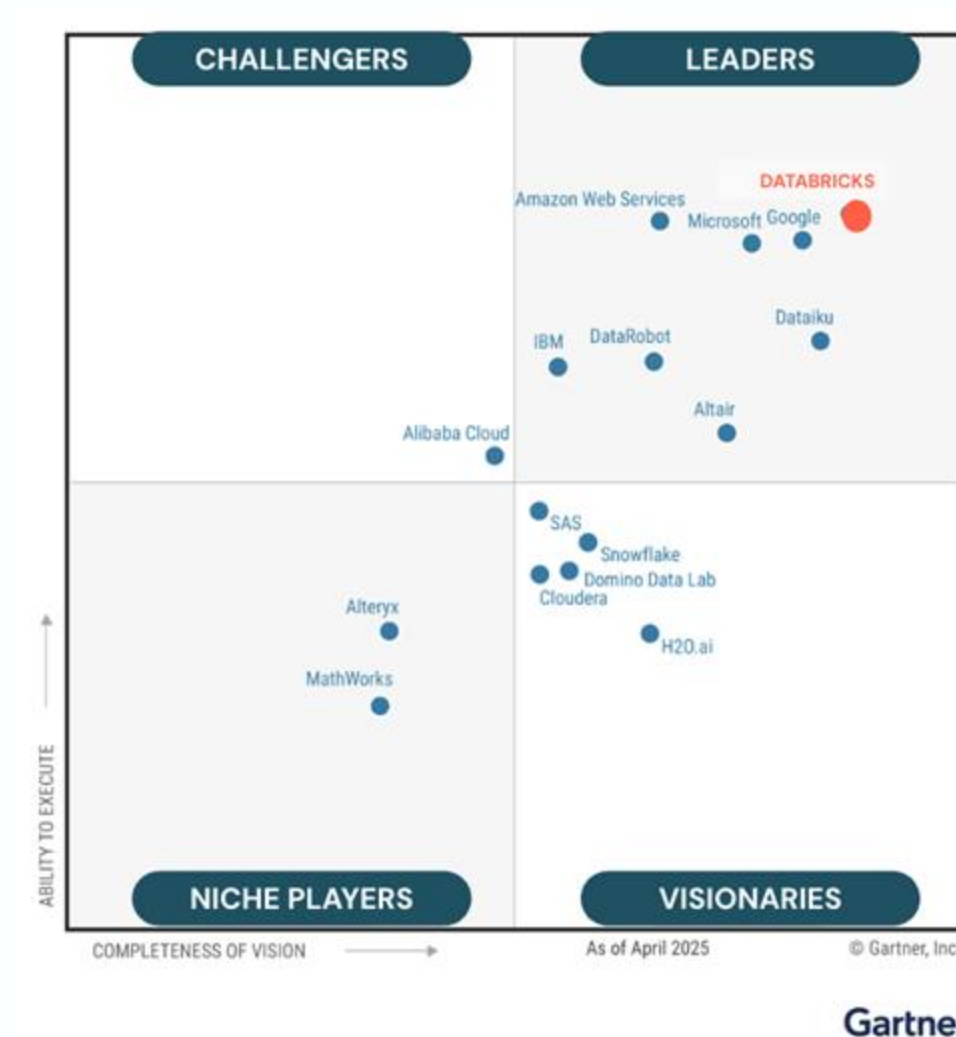 CHALLENGERS
LEADERS
DATABRICKS
Amazon Web Services
Microsoft
Google
Dataiku
IBM
DataRobot
Altair
Alibaba Cloud
SAS
Snowflake
Domino Data Lab
Cloudera
Alteryx
H2O.ai
MathWorks
ABILITY TO EXECUTE
NICHE PLAYERS
VISIONARIES
COMPLETENESS OF VISION
As of April 2025
© Gartner, Inc
Gartne